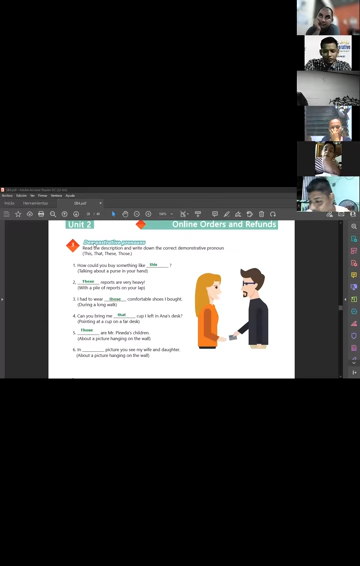 Inicio Herramientas
Unit 2
Online Orders and Refunds
1 Demonstrative pronouns
Read the description and write down the correct demonstrative pronoun
(This, That, These, Those)
1. How could you buy something like this ?
(Talking about a purse in your hand)
2. These reports are very heavy!
(With a pile of reports on your lap)
3. I had to wear those comfortable shoes I bought.
(During a long walk)
4. Can you bring me that cup I left in Ana's desk?
(Pointing at a cup on a far desk)
5. Those are Mr. Pineda's children.
(About a picture hanging on the wall)
6. In ________ picture you see my wife and daughter.
(About a picture hanging on the wall)